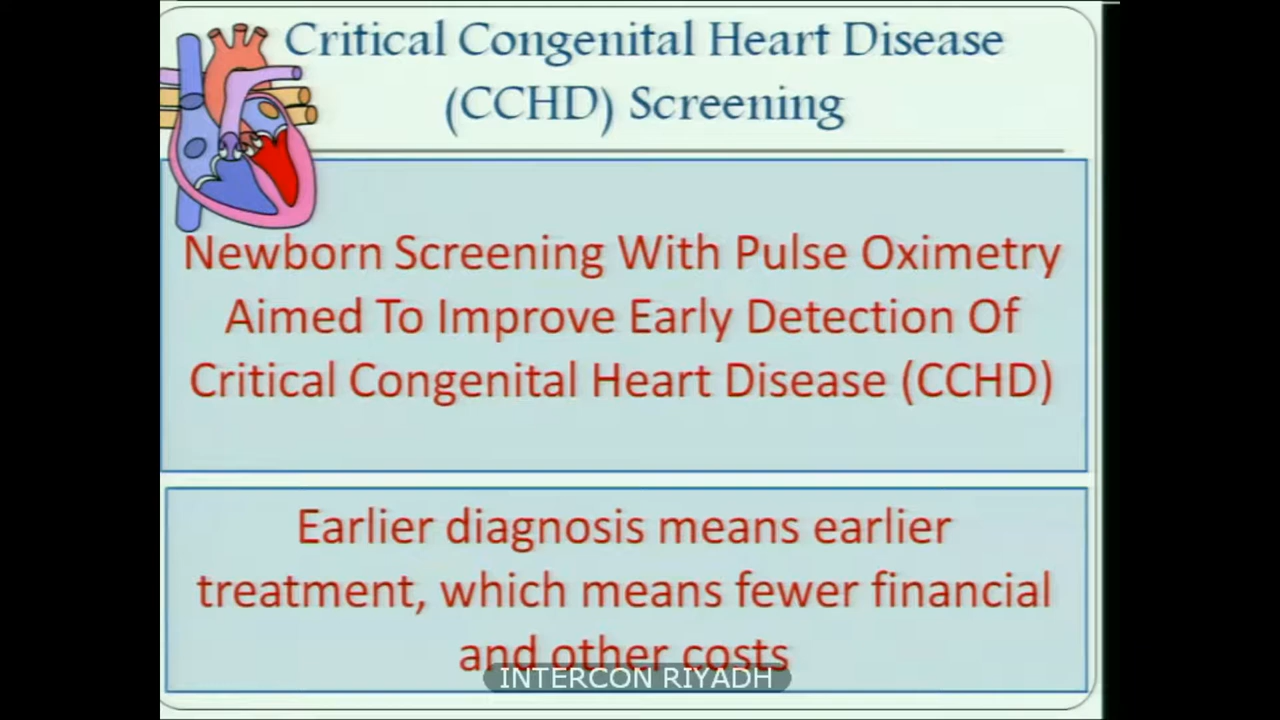 Critical Congenital Heart Disease
(CCHD) Screening
Newborn Screening With Pulse Oximetry
Aimed To Improve Early Detection Of
Critical Congenital Heart Disease (CCHD)
Earlier diagnosis means earlier
treatment, which means fewer financial
and other costs
INTERCON RIYADH